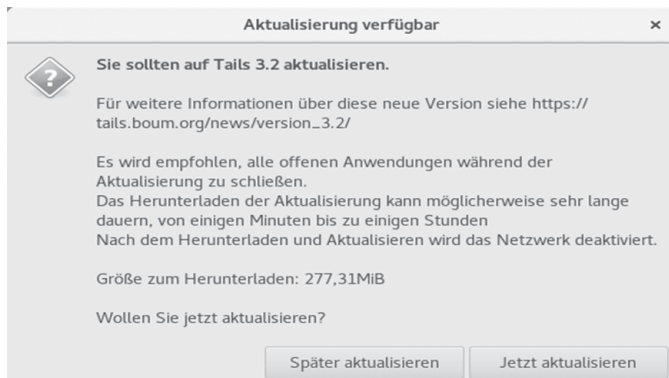 Aktualisierung verfügbar ×
?
Sie sollten auf Tails 3.2 aktualisieren.
Für weitere Informationen über diese neue Version siehe https://
tails.boum.org/news/version_3.2/
Es wird empfohlen, alle offenen Anwendungen während der
Aktualisierung zu schließen.
Das Herunterladen der Aktualisierung kann möglicherweise sehr lange
dauern, von einigen Minuten bis zu einigen Stunden
Nach dem Herunterladen und Aktualisieren wird das Netzwerk deaktiviert.
Größe zum Herunterladen: 277,31MiB
Wollen Sie jetzt aktualisieren?
Später aktualisieren
Jetzt aktualisieren